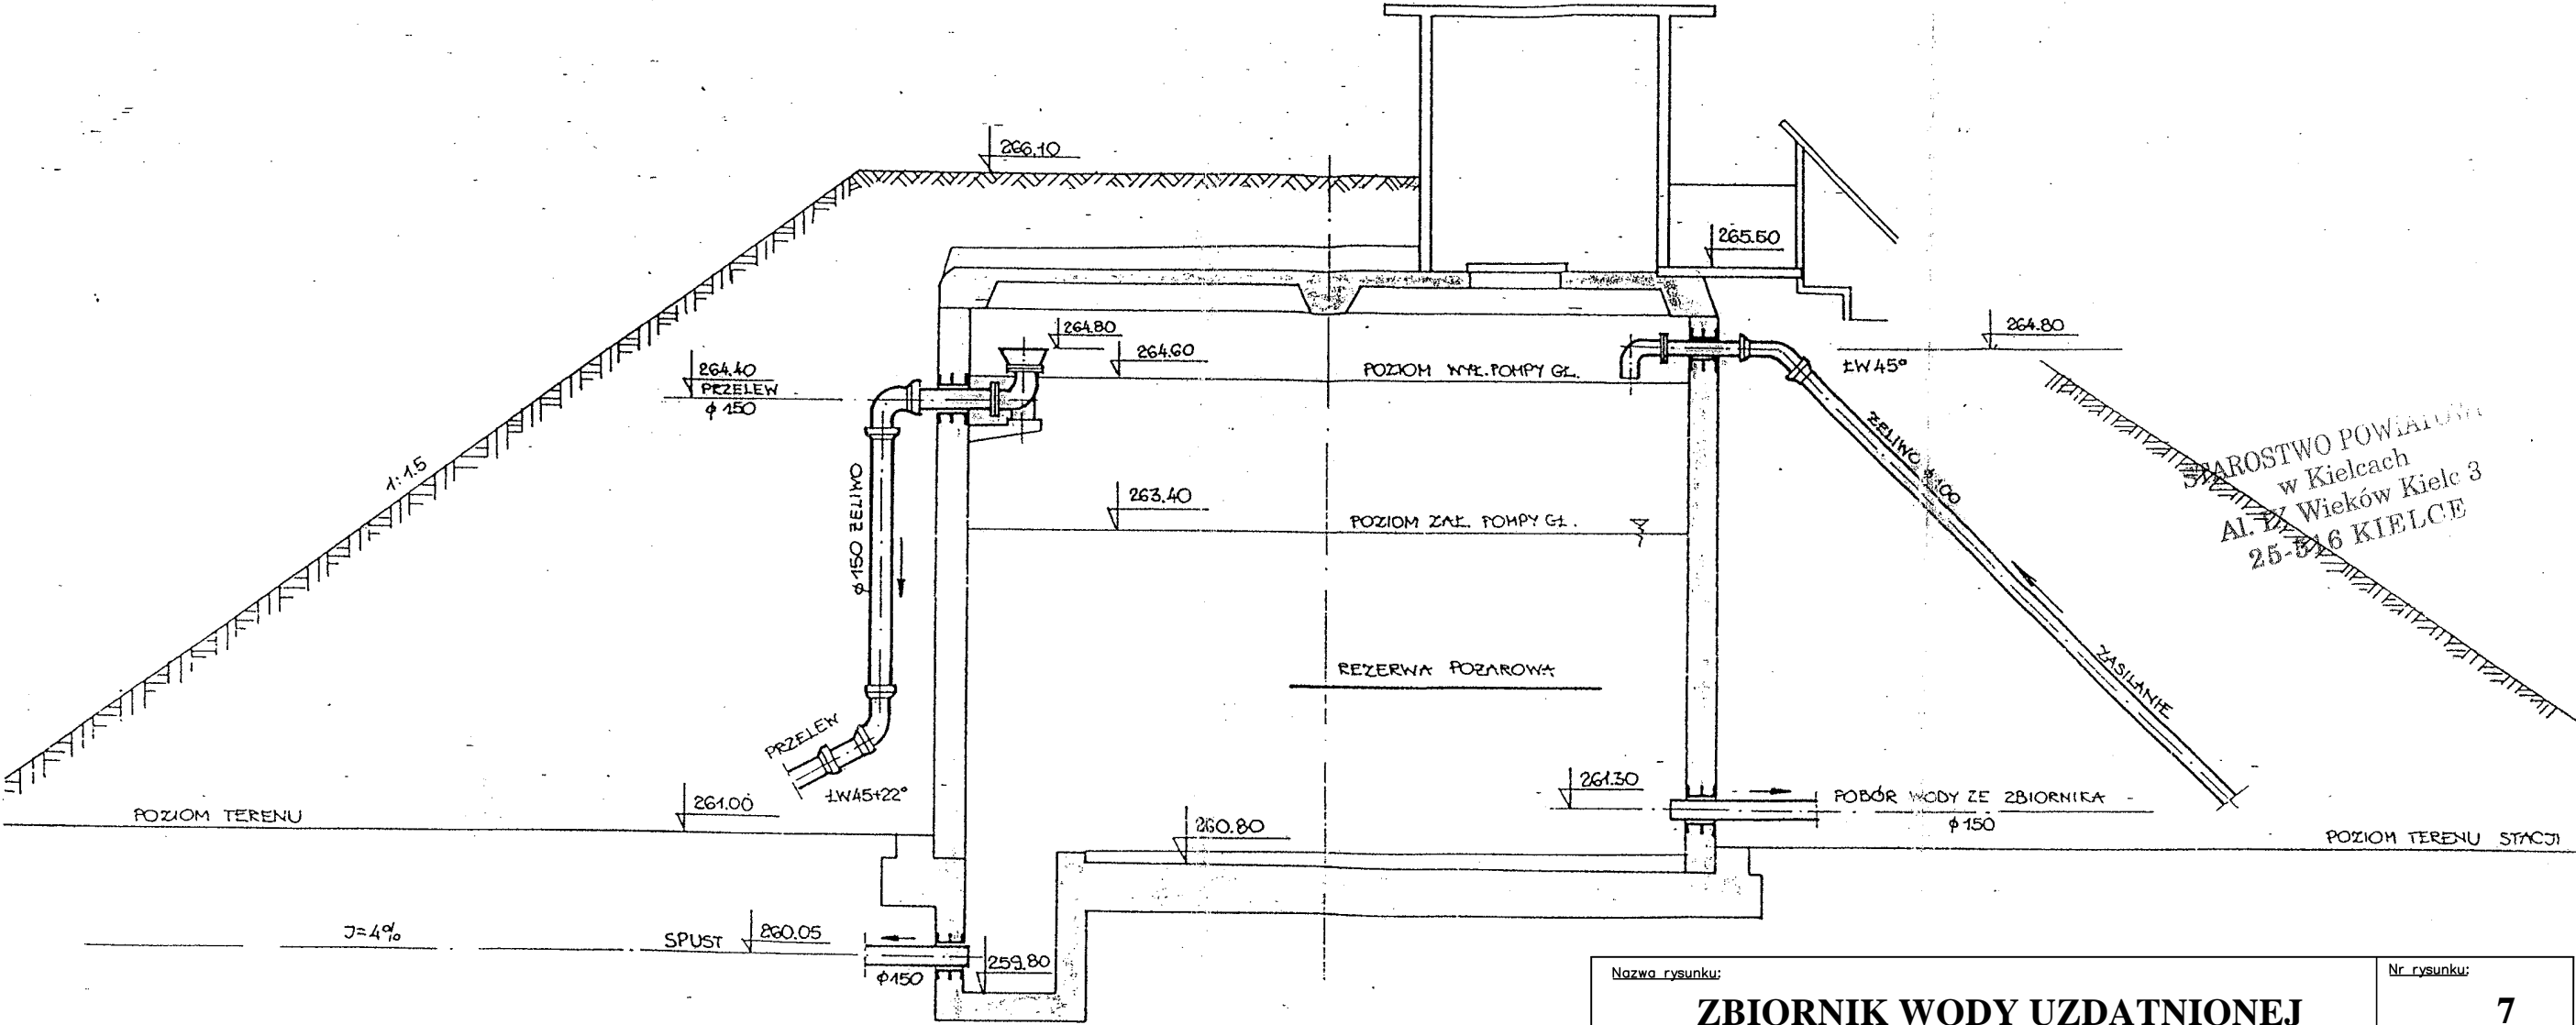 266.10
265.50
264.80
264.60
264.80
264.40
PRZELEW
ϕ 150
POZIOM WYŁ. POMPY GŁ.
ŁW 45°
1:1.5
ŻELIWO ϕ100
STAROSTWO POWIATOWE
w Kielcach
Al. IX Wieków Kielc 3
25-516 KIELCE
263.40
POZIOM ZAŁ. POMPY GŁ.
ϕ150 ŻELIWO
REZERWA POŻAROWA
ZASILANIE
PRZELEW
ŁW45+22°
261.30
POBÓR WODY ZE ZBIORNIKA
ϕ 150
POZIOM TERENU
261.00
260.80
POZIOM TERENU STACJI
J=4%
SPUST
260.05
ϕ150
259.80
Nazwa rysunku:
ZBIORNIK WODY UZDATNIONEJ
Nr rysunku:
7